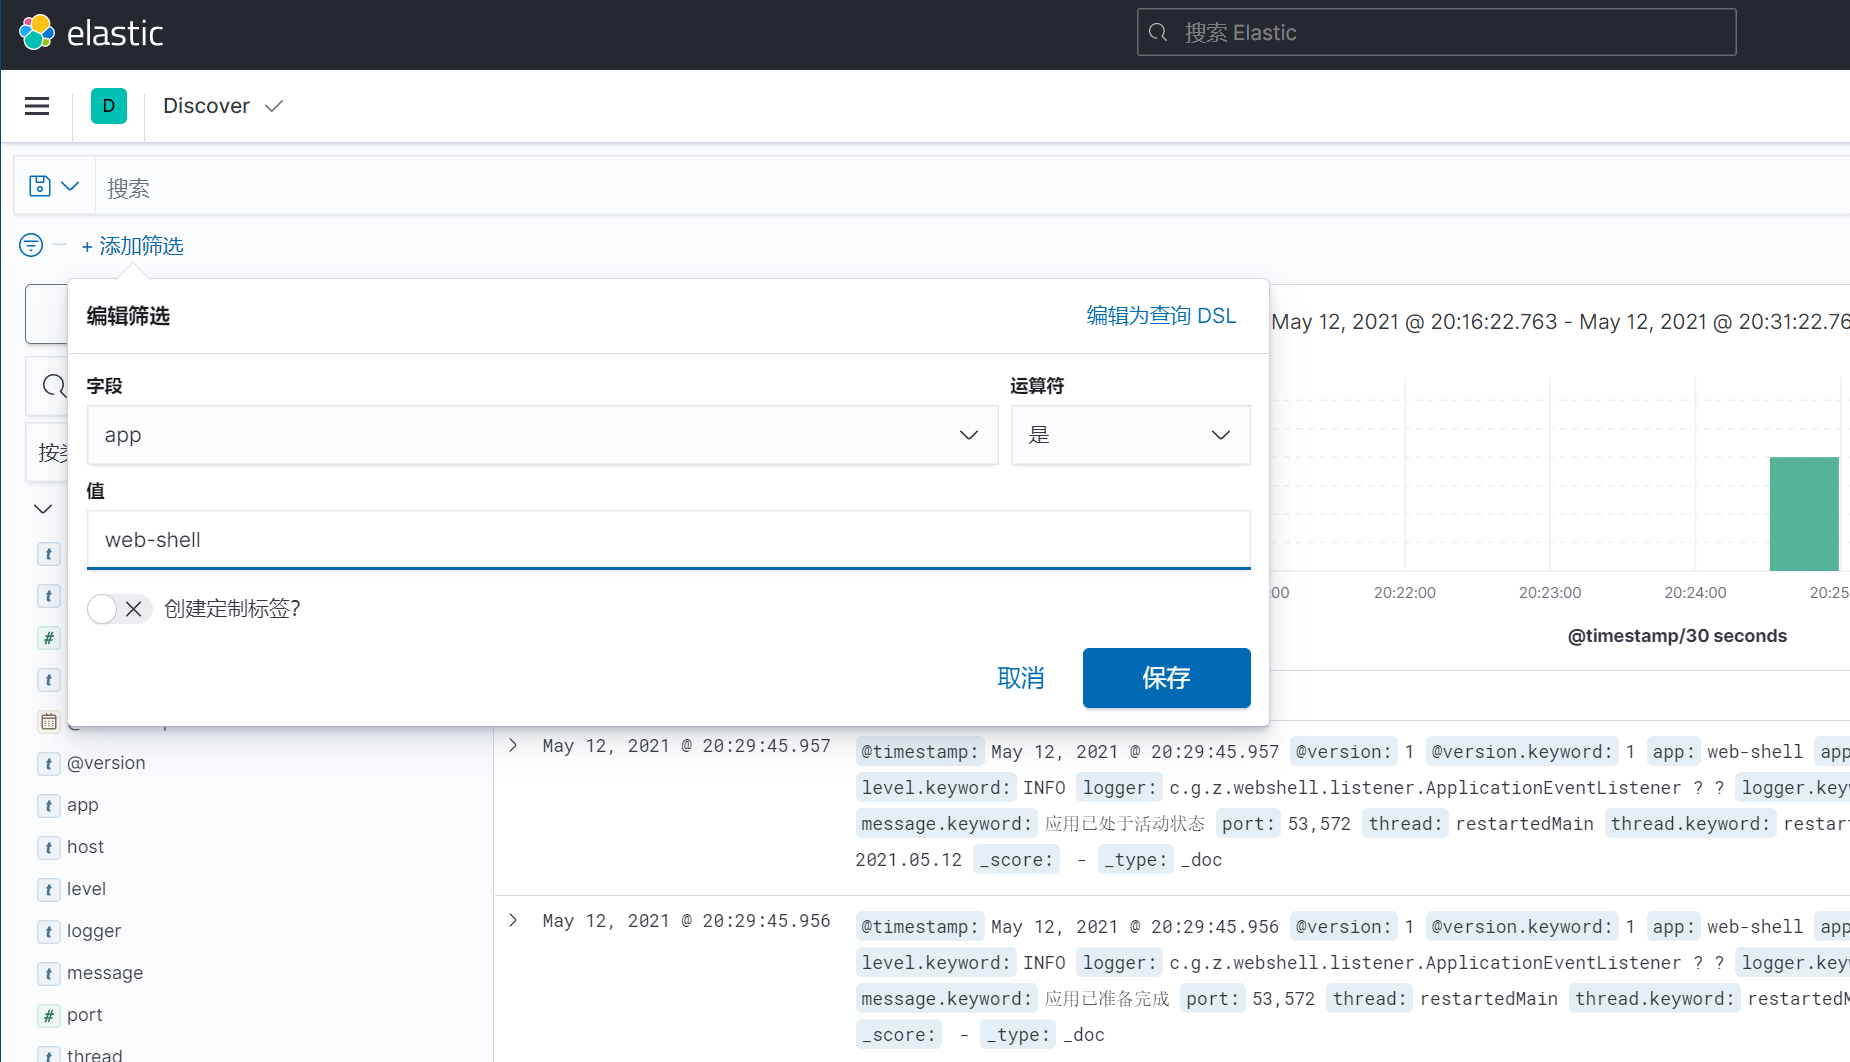 elastic
搜索 Elastic
D
Discover
搜索
+ 添加筛选
编辑筛选
编辑为查询 DSL
May 12, 2021 @ 20:16:22.763 - May 12, 2021 @ 20:31:22.76
字段
运算符
app
是
按
值
web-shell
创建定制标签?
:00
20:22:00
20:23:00
20:24:00
20:25
@timestamp/30 seconds
取消
保存
t
t
#
t
t @version
t app
t host
t level
t logger
t message
# port
t thread
May 12, 2021 @ 20:29:45.957
@timestamp: May 12, 2021 @ 20:29:45.957 @version: 1 @version.keyword: 1 app: web-shell app
level.keyword: INFO logger: c.g.z.webshell.listener.ApplicationEventListener ? ? logger.key
message.keyword: 应用已处于活动状态 port: 53,572 thread: restartedMain thread.keyword: restar
2021.05.12 _score: - _type: _doc
May 12, 2021 @ 20:29:45.956
@timestamp: May 12, 2021 @ 20:29:45.956 @version: 1 @version.keyword: 1 app: web-shell app
level.keyword: INFO logger: c.g.z.webshell.listener.ApplicationEventListener ? ? logger.key
message.keyword: 应用已准备完成 port: 53,572 thread: restartedMain thread.keyword: restarted
_score: - _type: _doc